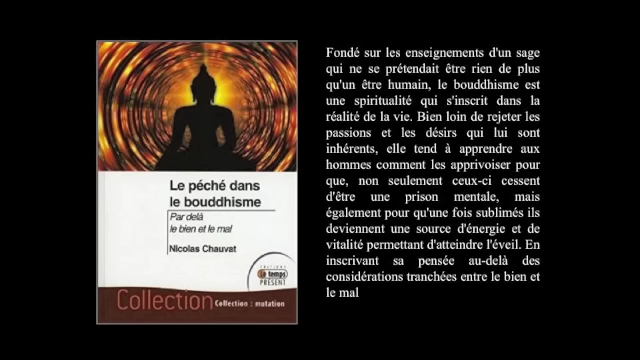 Le péché dans
le bouddhisme
Par delà
le bien et le mal
Nicolas Chauvat
EDITIONS
Le temps
PRÉSENT
Collection Collection : mutation
Fondé sur les enseignements d'un sage
qui ne se prétendait être rien de plus
qu'un être humain, le bouddhisme est
une spiritualité qui s'inscrit dans la
réalité de la vie. Bien loin de rejeter les
passions et les désirs qui lui sont
inhérents, elle tend à apprendre aux
hommes comment les apprivoiser pour
que, non seulement ceux-ci cessent
d'être une prison mentale, mais
également pour qu'une fois sublimés ils
deviennent une source d'énergie et de
vitalité permettant d'atteindre l'éveil. En
inscrivant sa pensée au-delà des
considérations tranchées entre le bien et
le mal